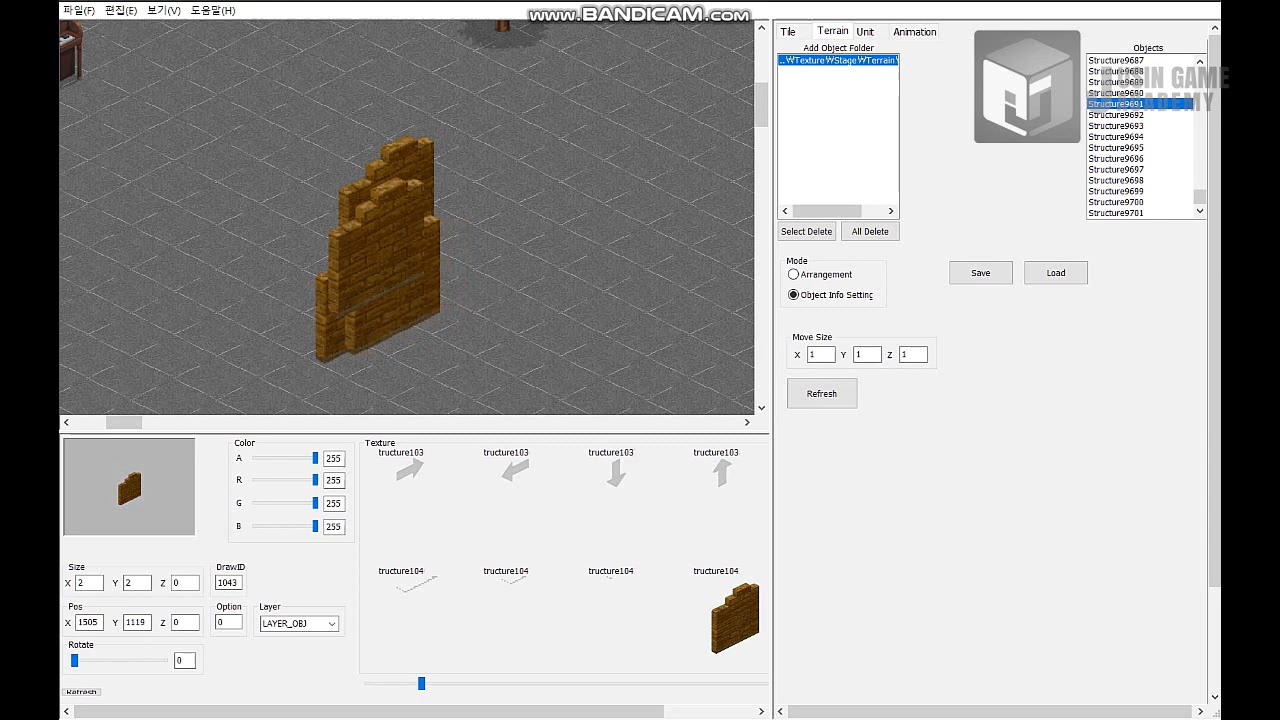 파일(F) 편집(E) 보기(V) 도움말(H)
www.BANDICAM.com
Tile Terrain Unit Animation
Add Object Folder
..₩Texture₩Stage₩Terrain₩
Select Delete All Delete
Objects
Structure9687
Structure9688
Structure9689
Structure9690
Structure9691
Structure9692
Structure9693
Structure9694
Structure9695
Structure9696
Structure9697
Structure9698
Structure9699
Structure9700
Structure9701
Mode
Arrangement
Object Info Setting
Save Load
Move Size
X 1 Y 1 Z 1
Refresh
Color
A 255
R 255
G 255
B 255
Texture
tructure103 tructure103 tructure103 tructure103
tructure104 tructure104 tructure104 tructure104
Size
X 2 Y 2 Z 0
DrawID
1043
Pos
X 1505 Y 1119 Z 0
Option
0
Layer
LAYER_OBJ
Rotate
0
Refresh